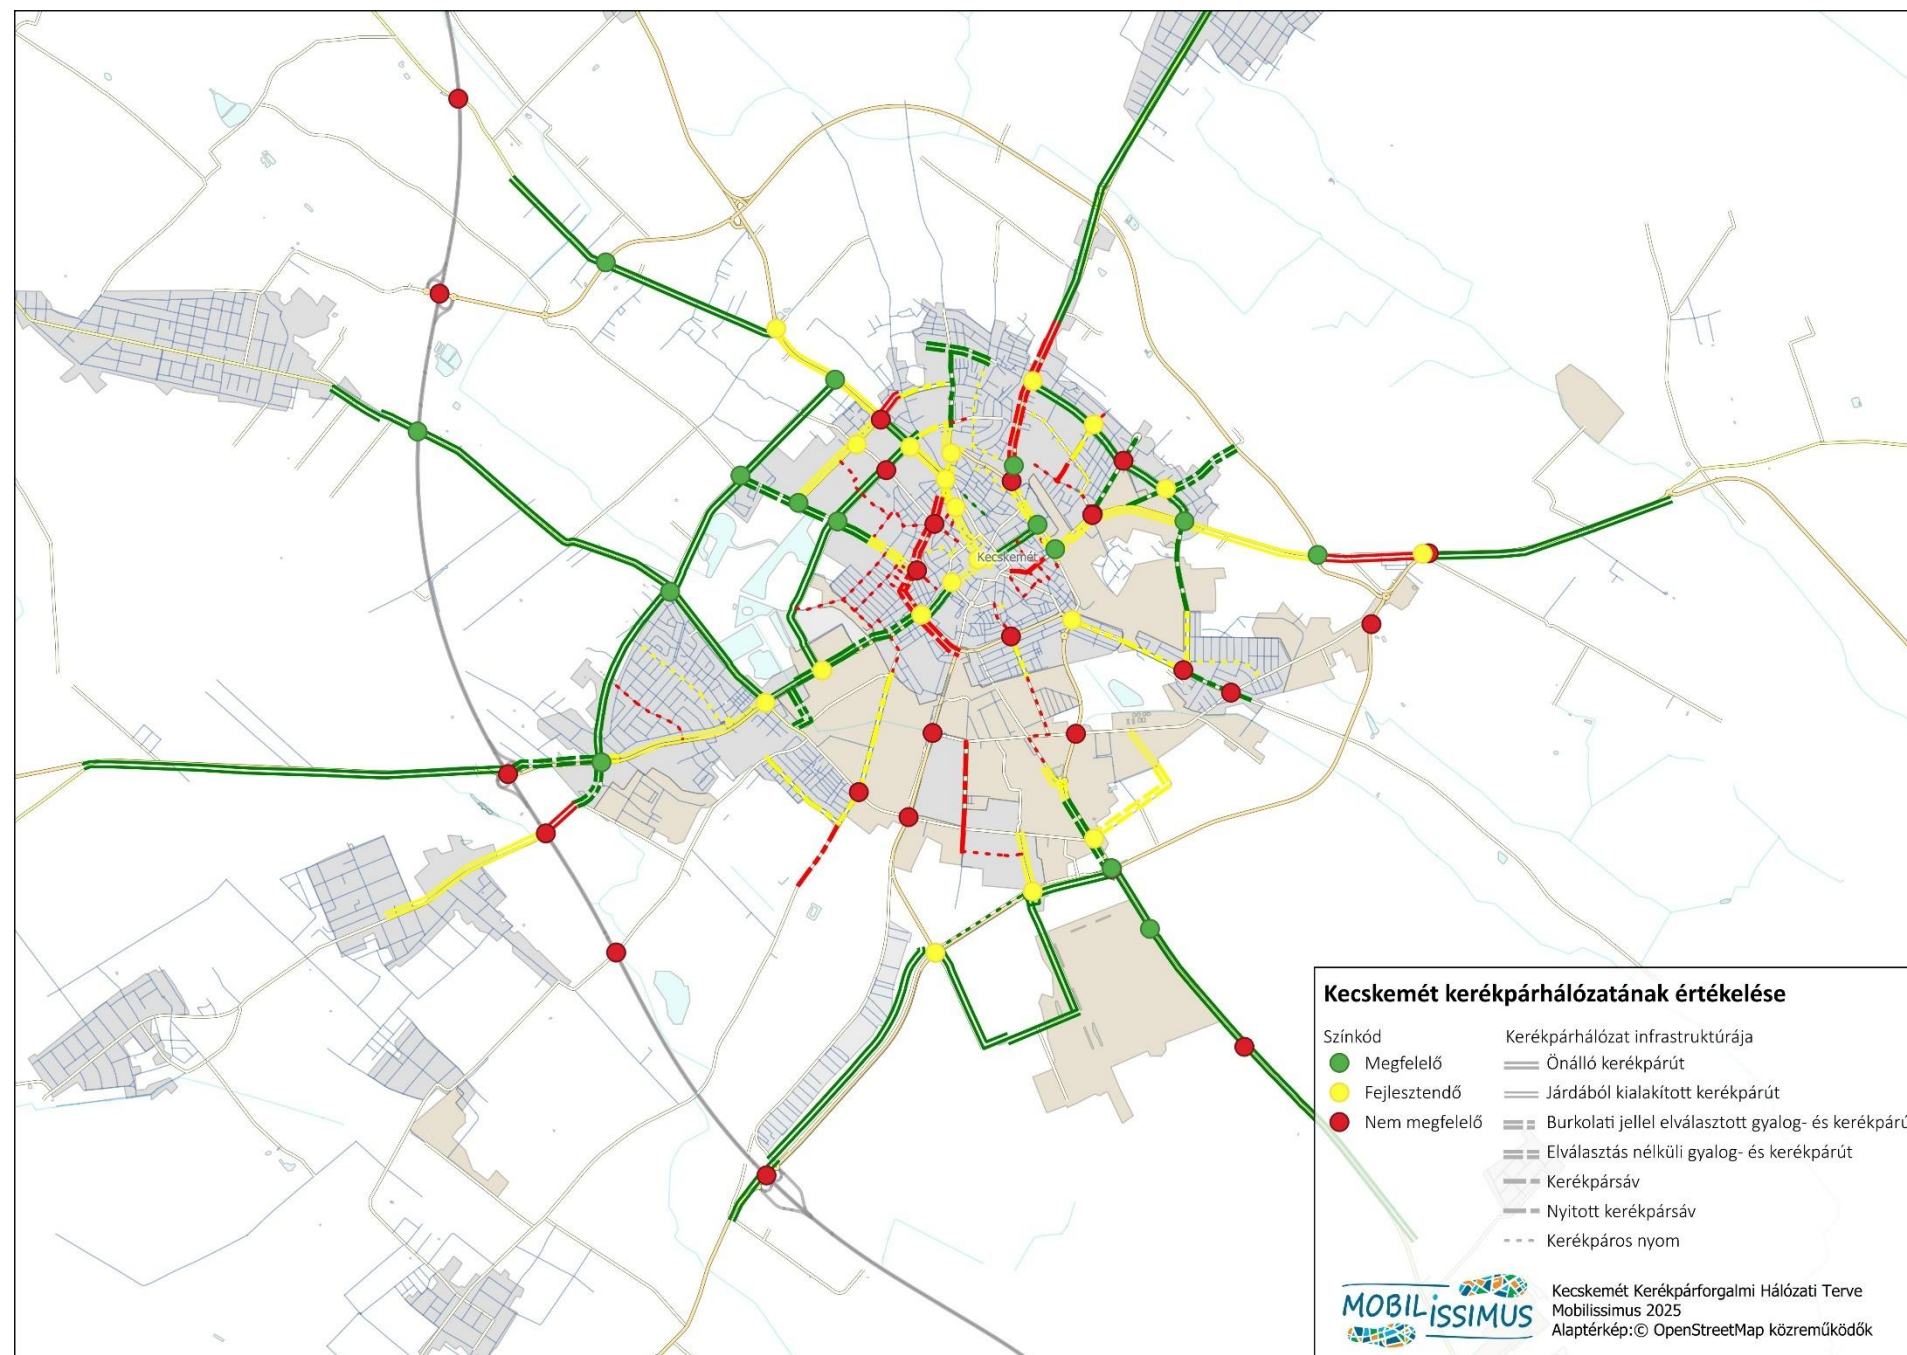 Kecskemét
Kecskemét kerékpárhálózatának értékelése
Színkód
Megfelelő
Fejlesztendő
Nem megfelelő
Kerékpárhálózat infrastruktúrája
Önálló kerékpárút
Járdából kialakított kerékpárút
Burkolati jellel elválasztott gyalog- és kerékpárú
Elválasztás nélküli gyalog- és kerékpárút
Kerékpársáv
Nyitott kerékpársáv
Kerékpáros nyom
MOBILISSIMUS
Kecskemét Kerékpárforgalmi Hálózati Terve
Mobilissimus 2025
Alaptérkép:© OpenStreetMap közreműködők